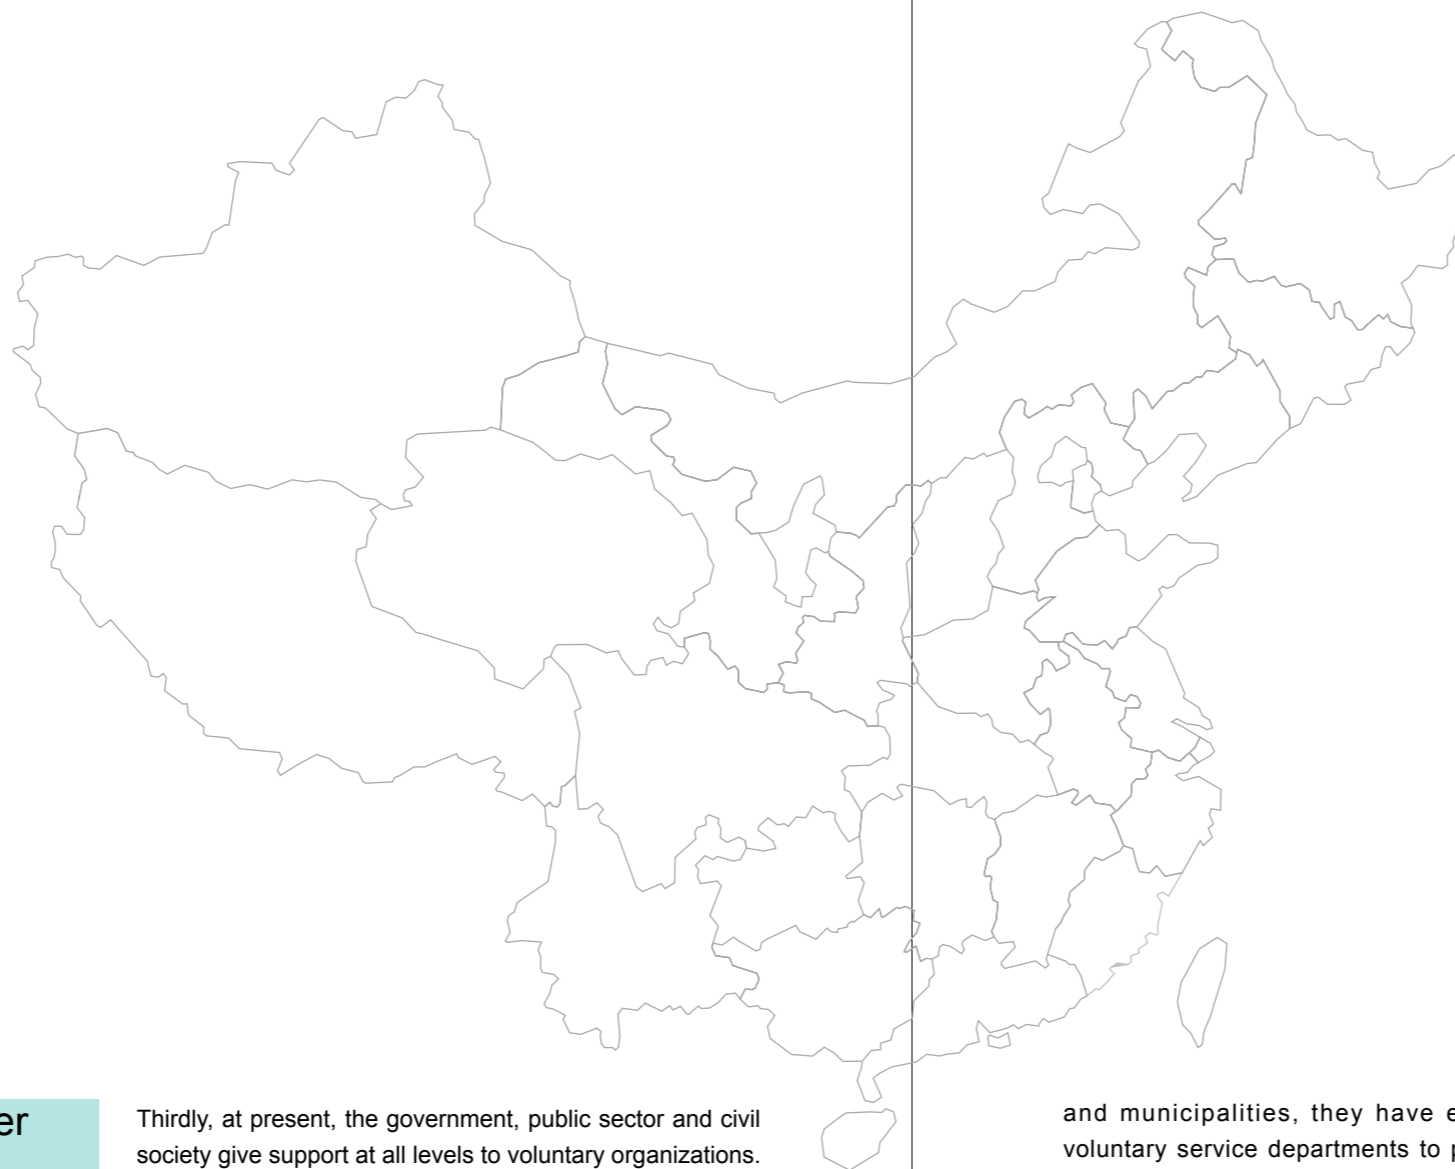 er
Thirdly, at present, the government, public sector and civil
society give support at all levels to voluntary organizations.
and municipalities, they have e
voluntary service departments to p